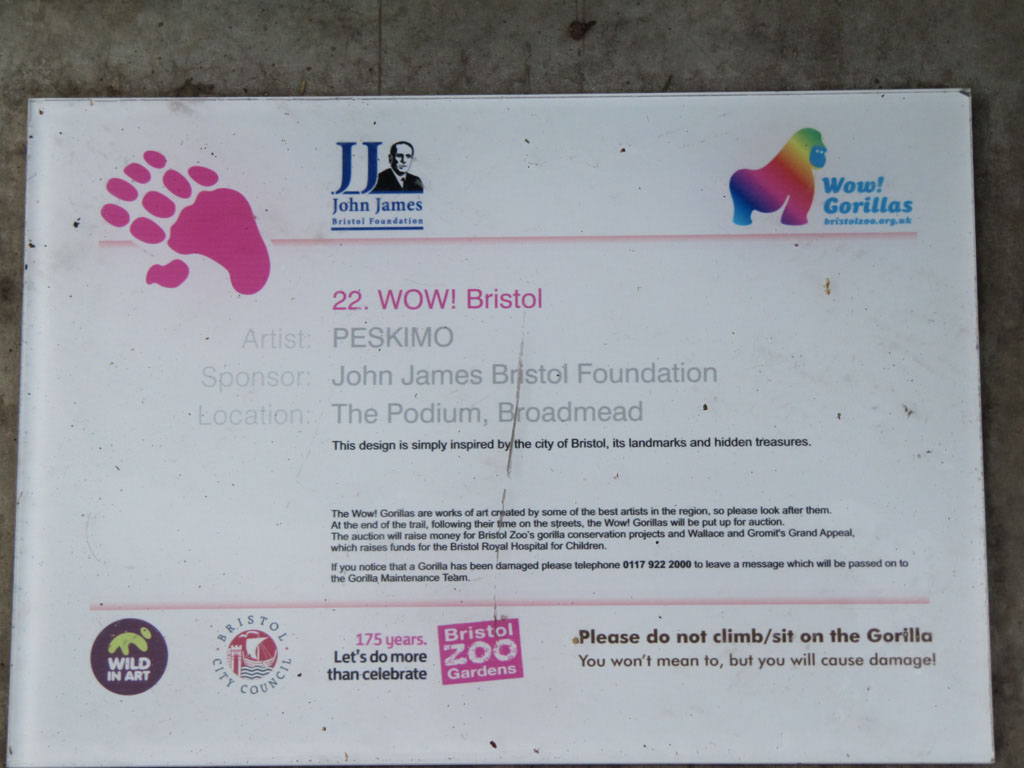 JJ
John James
Bristol Foundation
Wow!
Gorillas
bristolzoo.org.uk
22. WOW! Bristol
Artist: PESKIMO
Sponsor: John James Bristol Foundation
Location: The Podium, Broadmead
This design is simply inspired by the city of Bristol, its landmarks and hidden treasures.
The Wow! Gorillas are works of art created by some of the best artists in the region, so please look after them.
At the end of the trail, following their time on the streets, the Wow! Gorillas will be put up for auction.
The auction will raise money for Bristol Zoo's gorilla conservation projects and Wallace and Gromit's Grand Appeal,
which raises funds for the Bristol Royal Hospital for Children.
If you notice that a Gorilla has been damaged please telephone 0117 922 2000 to leave a message which will be passed on to
the Gorilla Maintenance Team.
WILD
IN ART
BRISTOL
CITY COUNCIL
175 years.
Let's do more
than celebrate
Bristol
ZOO
Gardens
Please do not climb/sit on the Gorilla
You won't mean to, but you will cause damage!